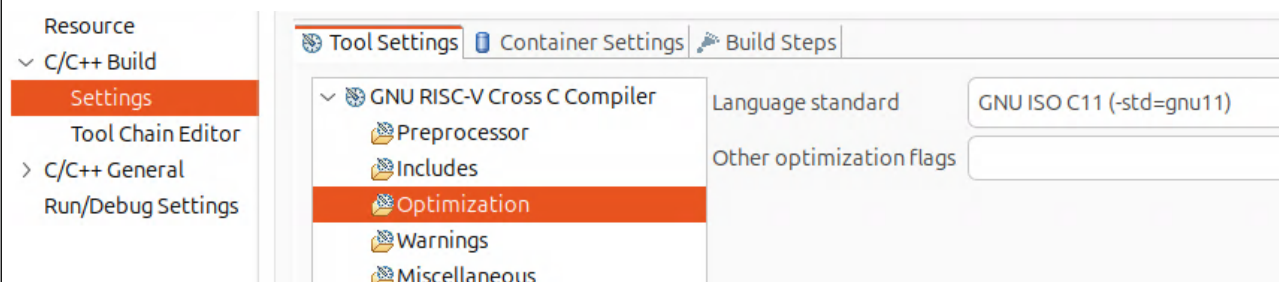 Resource
C/C++ Build
Settings
Tool Chain Editor
C/C++ General
Run/Debug Settings
Tool Settings Container Settings Build Steps
GNU RISC-V Cross C Compiler
Preprocessor
Includes
Optimization
Warnings
Miscellaneous
Language standard GNU ISO C11 (-std=gnu11)
Other optimization flags